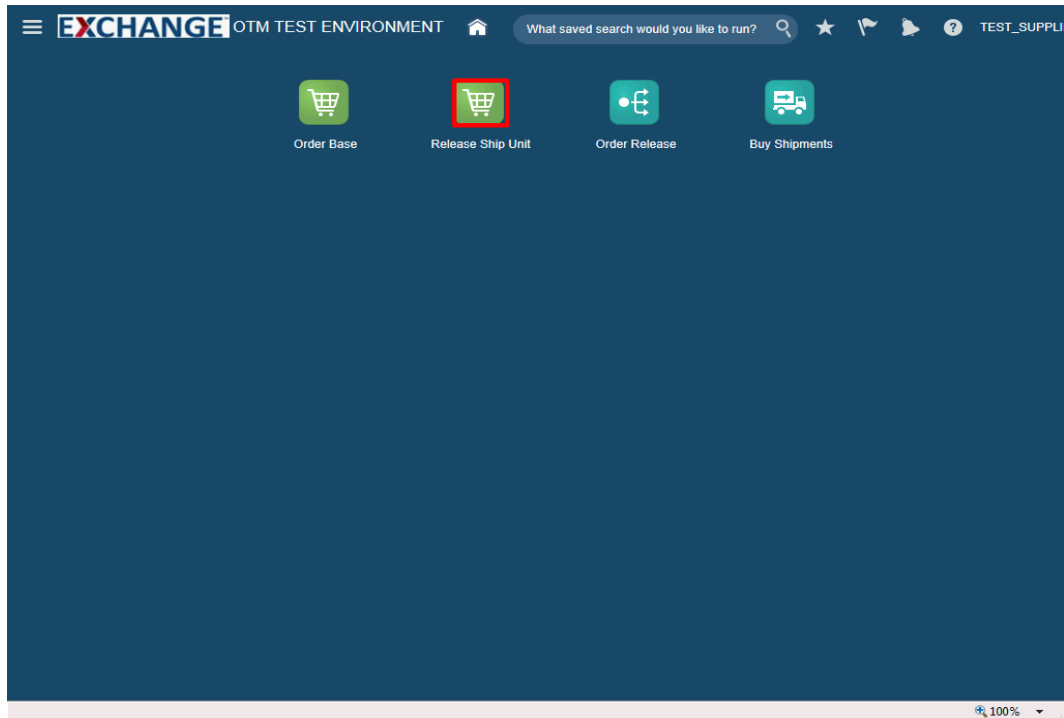 EXCHANGE OTM TEST ENVIRONMENT What saved search would you like to run? ? TEST_SUPPLI
Order Base Release Ship Unit Order Release Buy Shipments
100%